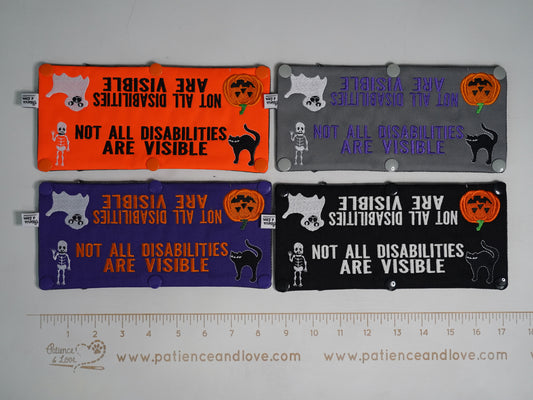 NOT ALL DISABILITIES
ARE VISIBLE
NOT ALL DISABILITIES
ARE VISIBLE
NOT ALL DISABILITIES
ARE VISIBLE
NOT ALL DISABILITIES
ARE VISIBLE
NOT ALL DISABILITIES
ARE VISIBLE
NOT ALL DISABILITIES
ARE VISIBLE
NOT ALL DISABILITIES
ARE VISIBLE
NOT ALL DISABILITIES
ARE VISIBLE
1 2 3 4 5 6 7 8 9 10 11 12 13 14 15 16 17
Patience
& Love
www.patienceandlove.com www.patienceandlove.com